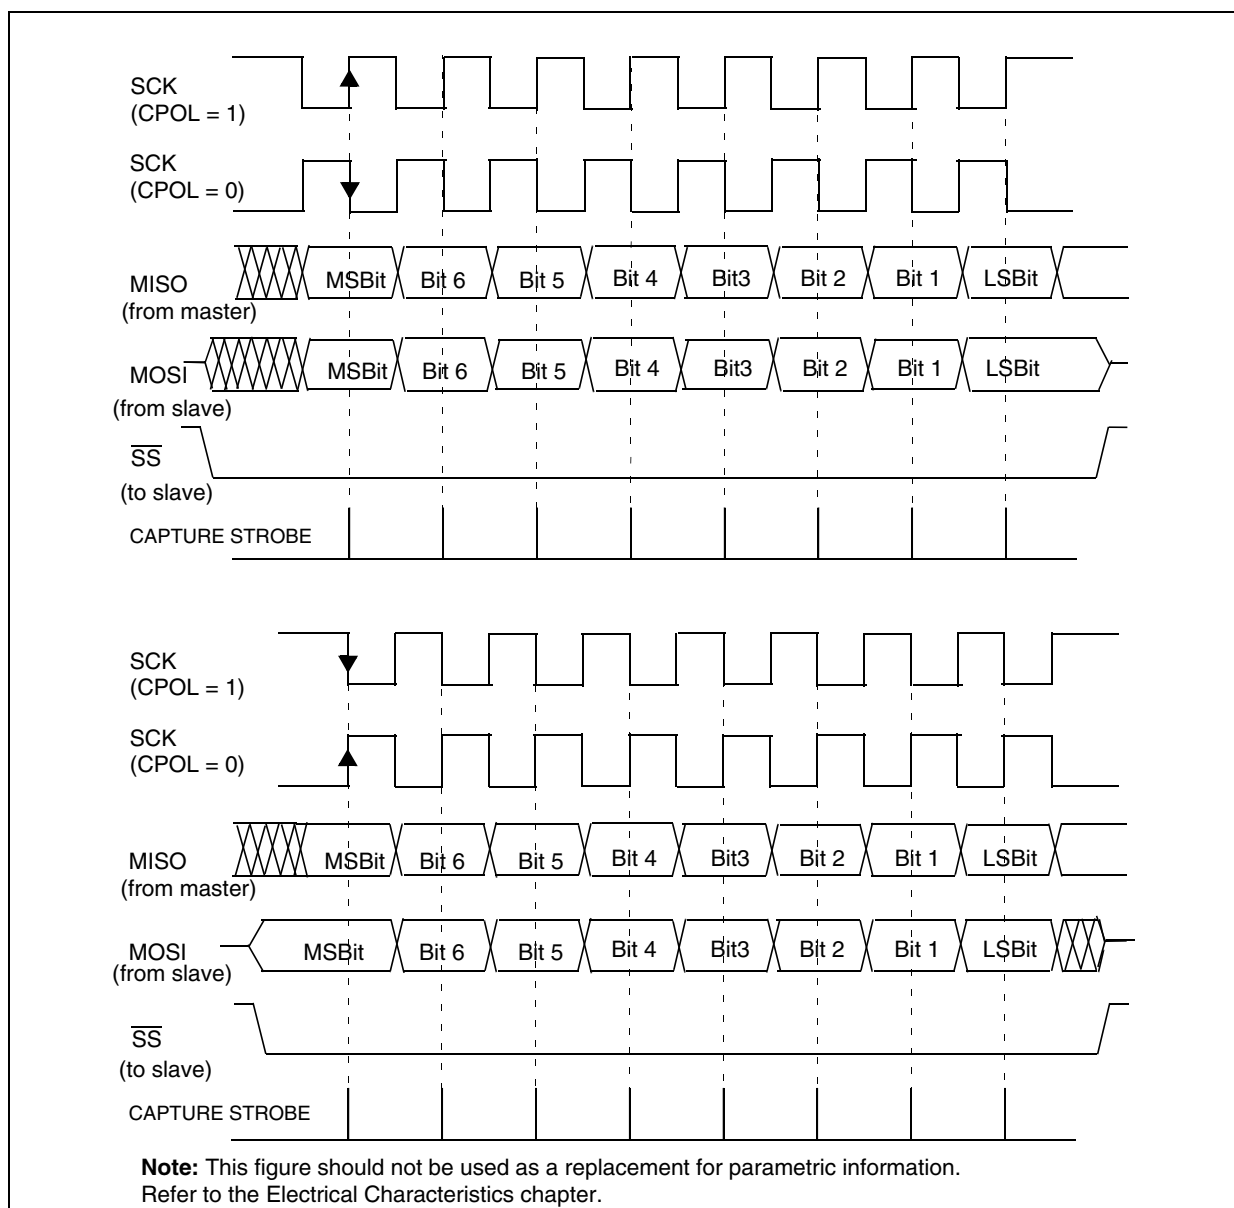 SCK
(CPOL = 1)
SCK
(CPOL = 0)
MISO
(from master)
MSBit Bit 6 Bit 5 Bit 4 Bit3 Bit 2 Bit 1 LSBit
MOSI
(from slave)
MSBit Bit 6 Bit 5 Bit 4 Bit3 Bit 2 Bit 1 LSBit
SS
(to slave)
CAPTURE STROBE
SCK
(CPOL = 1)
SCK
(CPOL = 0)
MISO
(from master)
MSBit Bit 6 Bit 5 Bit 4 Bit3 Bit 2 Bit 1 LSBit
MOSI
(from slave)
MSBit Bit 6 Bit 5 Bit 4 Bit3 Bit 2 Bit 1 LSBit
SS
(to slave)
CAPTURE STROBE
Note: This figure should not be used as a replacement for parametric information.
Refer to the Electrical Characteristics chapter.